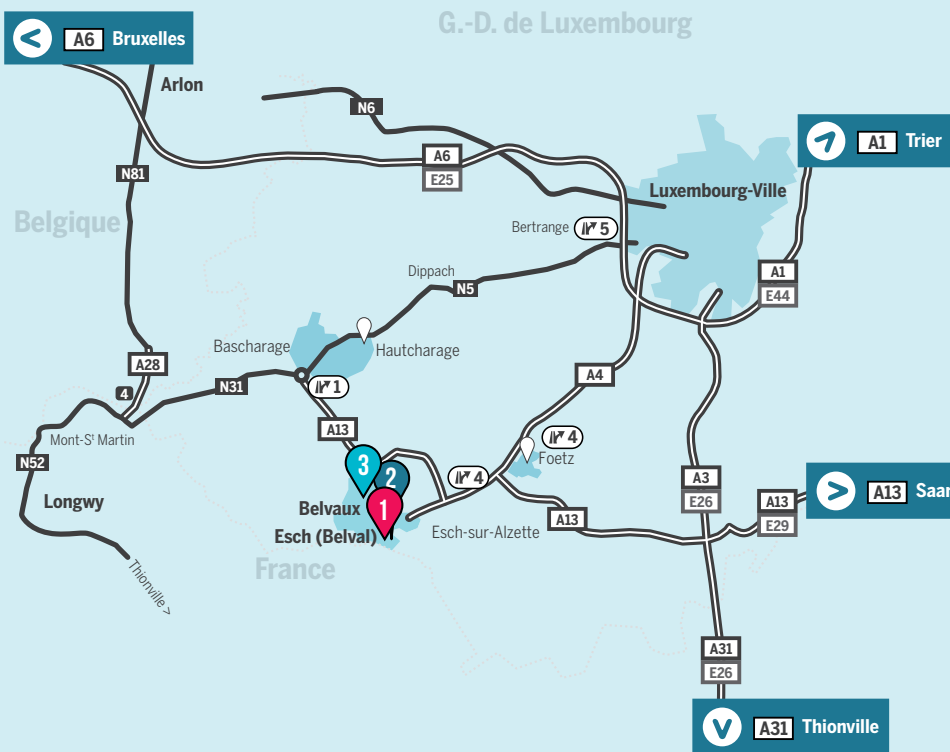 G.-D. de Luxembourg
< A6 Bruxelles
Arlon
N6
A1 Trier
A6
E25
N81
Luxembourg-Ville
Belgique
Bertrange 5
Dippach
N5
A1
E44
Bascharage
Hautcharage
A28
4
N31
1
A4
A13
Mont-St Martin
4
Foetz
N52
3
2
4
A3
E26
> A13 Saar
A13
E29
Longwy
Belvaux
1
A13
Esch (Belval)
Esch-sur-Alzette
France
Thionville >
A31
E26
A31 Thionville